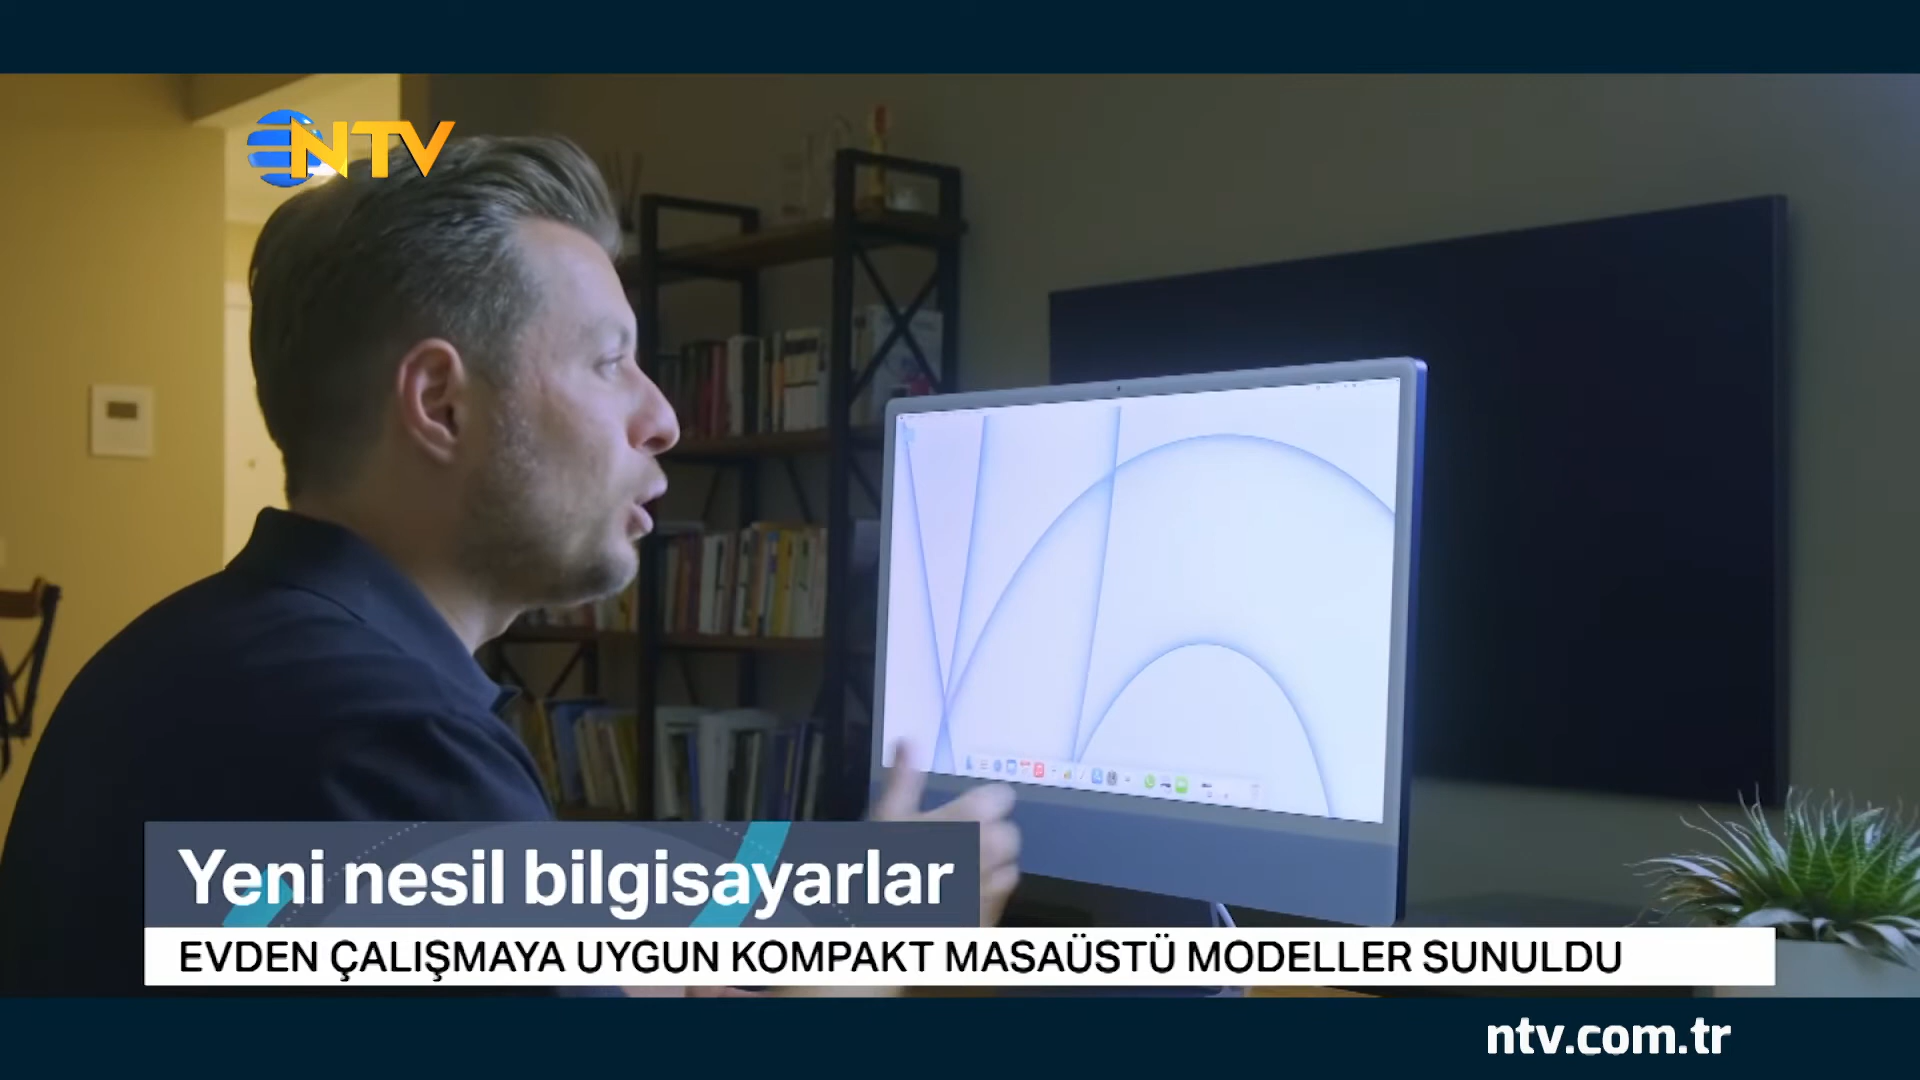 NTV
Yeni nesil bilgisayarlar
EVDEN ÇALIŞMAYA UYGUN KOMPAKT MASAÜSTÜ MODELLER SUNULDU
ntv.com.tr